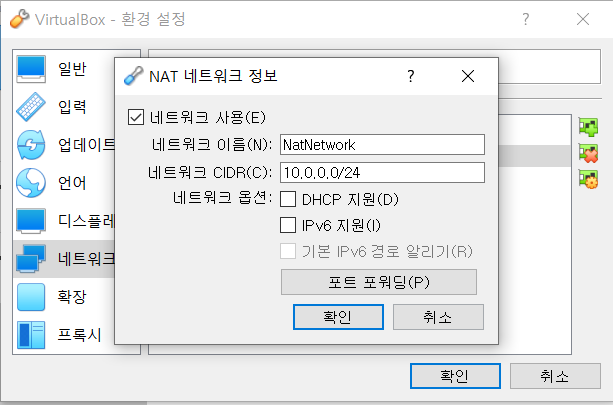 VirtualBox - 환경 설정
?
일반
입력
업데이트
언어
디스플레
네트워크
확장
프록시
NAT 네트워크 정보
?
네트워크 사용(E)
네트워크 이름(N): NatNetwork
네트워크 CIDR(C): 10.0.0.0/24
네트워크 옵션: DHCP 지원(D)
IPv6 지원(I)
기본 IPv6 경로 알리기(R)
포트 포워딩(P)
확인 취소
확인 취소